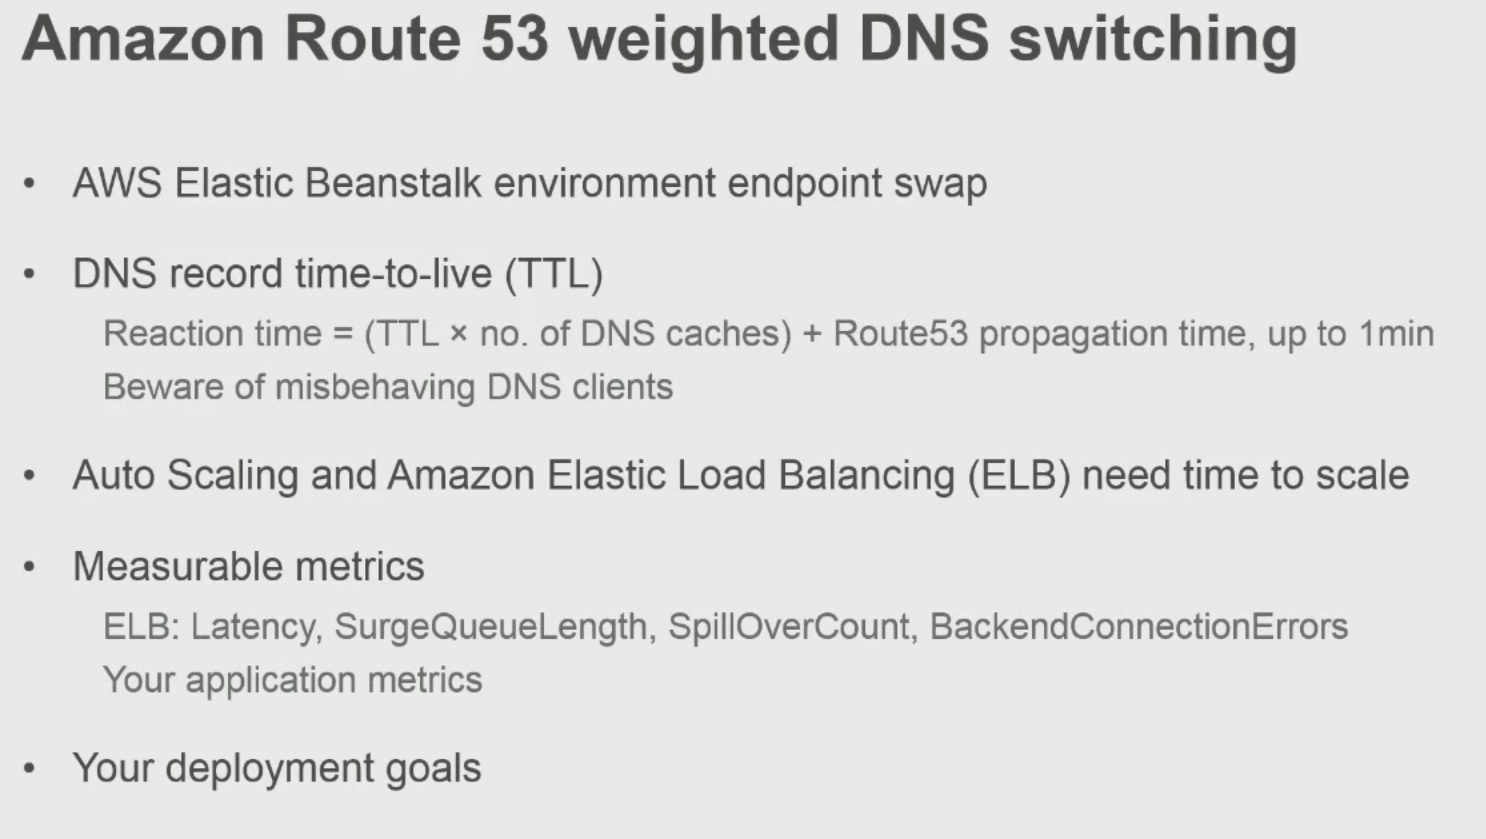 Amazon Route 53 weighted DNS switching
• AWS Elastic Beanstalk environment endpoint swap
• DNS record time-to-live (TTL)
Reaction time = (TTL × no. of DNS caches) + Route53 propagation time, up to 1min
Beware of misbehaving DNS clients
• Auto Scaling and Amazon Elastic Load Balancing (ELB) need time to scale
• Measurable metrics
ELB: Latency, SurgeQueueLength, SpillOverCount, BackendConnectionErrors
Your application metrics
• Your deployment goals